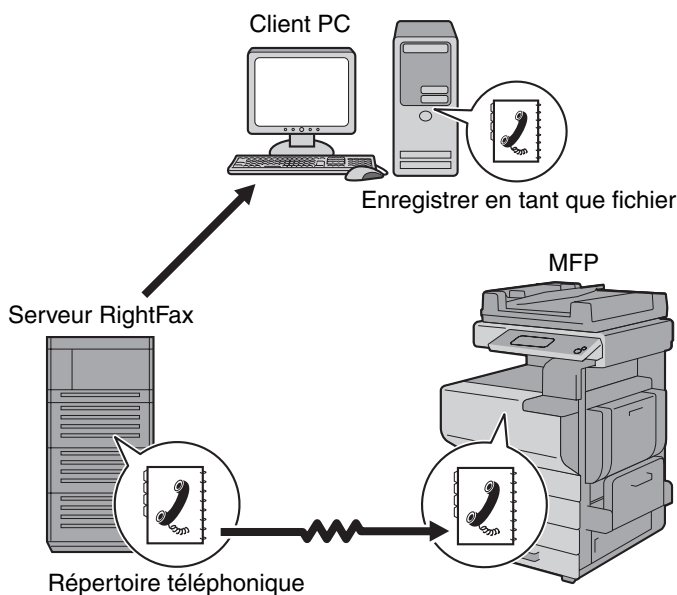 Client PC
Enregistrer en tant que fichier
MFP
Serveur RightFax
Répertoire téléphonique